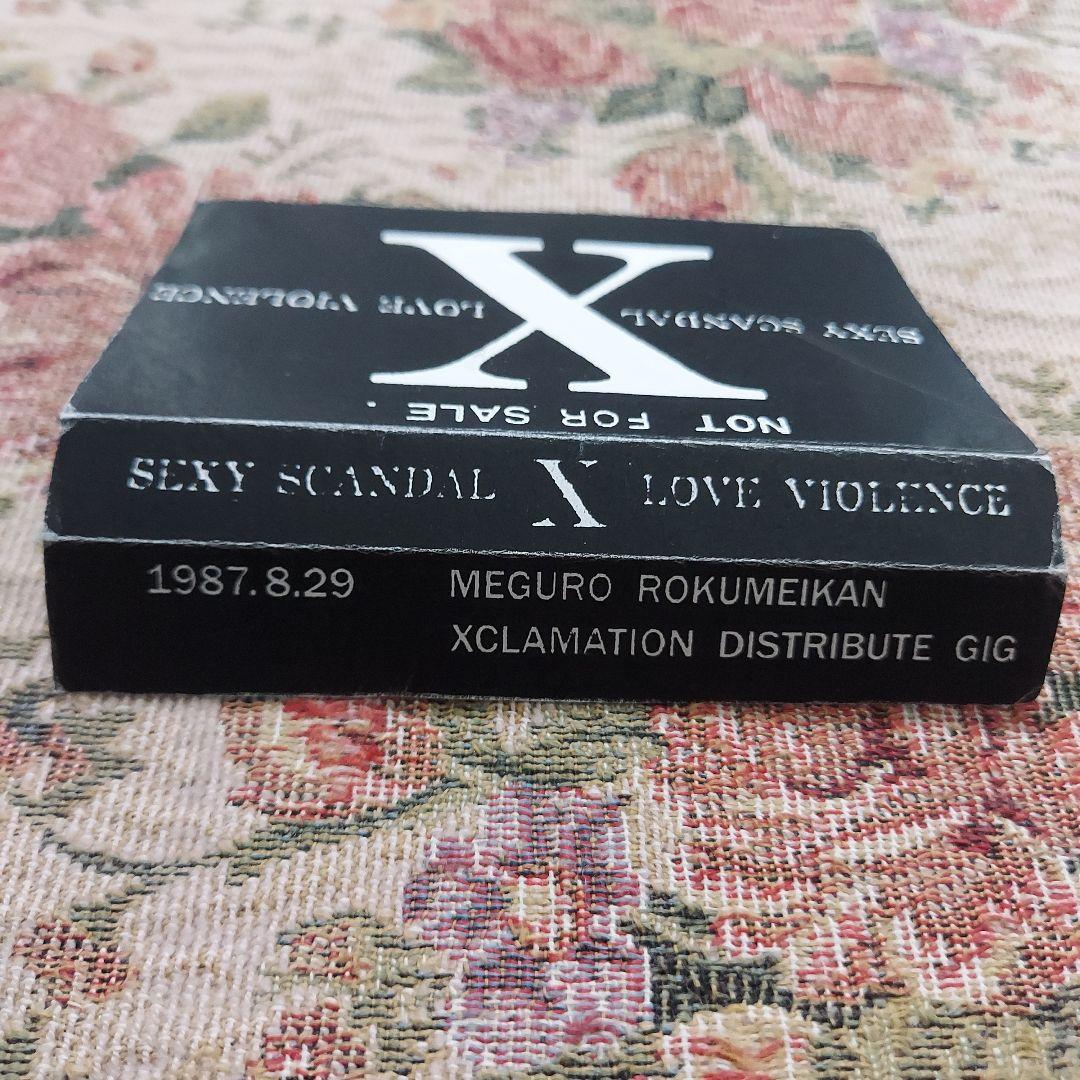 X
SEXY SCANDAL LOVE VIOLENCE
NOT FOR SALE.
SEXY SCANDAL X LOVE VIOLENCE
1987.8.29 MEGURO ROKUMEIKAN
XCLAMATION DISTRIBUTE GIG